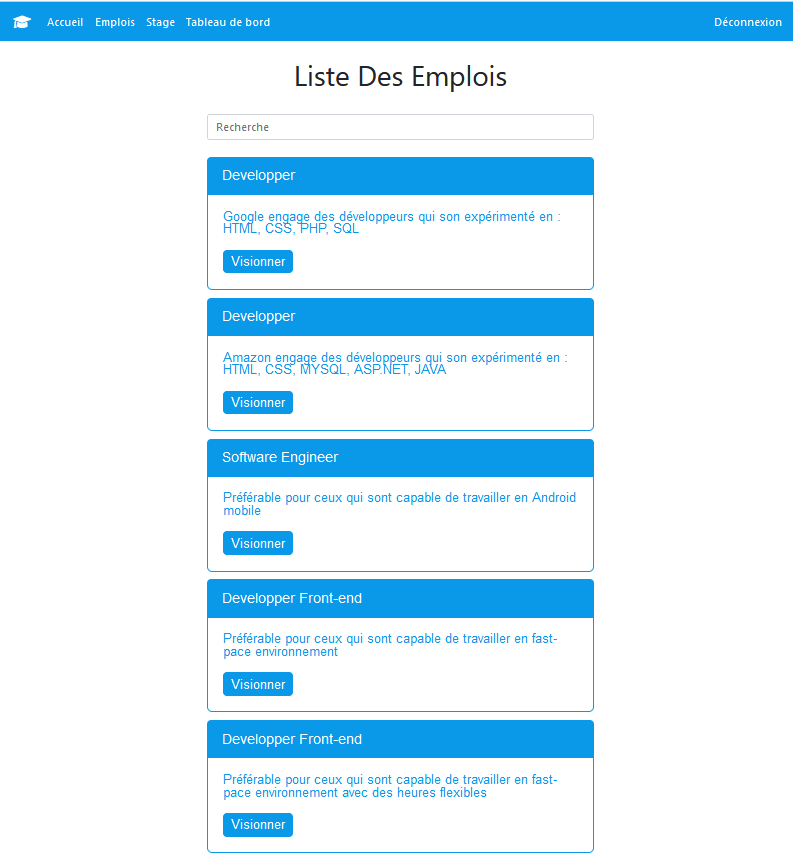 Accueil Emplois Stage Tableau de bord Déconnexion
Liste Des Emplois
Recherche
Developper
Google engage des développeurs qui son expérimenté en :
HTML, CSS, PHP, SQL
Visionner
Developper
Amazon engage des développeurs qui son expérimenté en :
HTML, CSS, MYSQL, ASP.NET, JAVA
Visionner
Software Engineer
Préférable pour ceux qui sont capable de travailler en Android
mobile
Visionner
Developper Front-end
Préférable pour ceux qui sont capable de travailler en fast-
pace environnement
Visionner
Developper Front-end
Préférable pour ceux qui sont capable de travailler en fast-
pace environnement avec des heures flexibles
Visionner